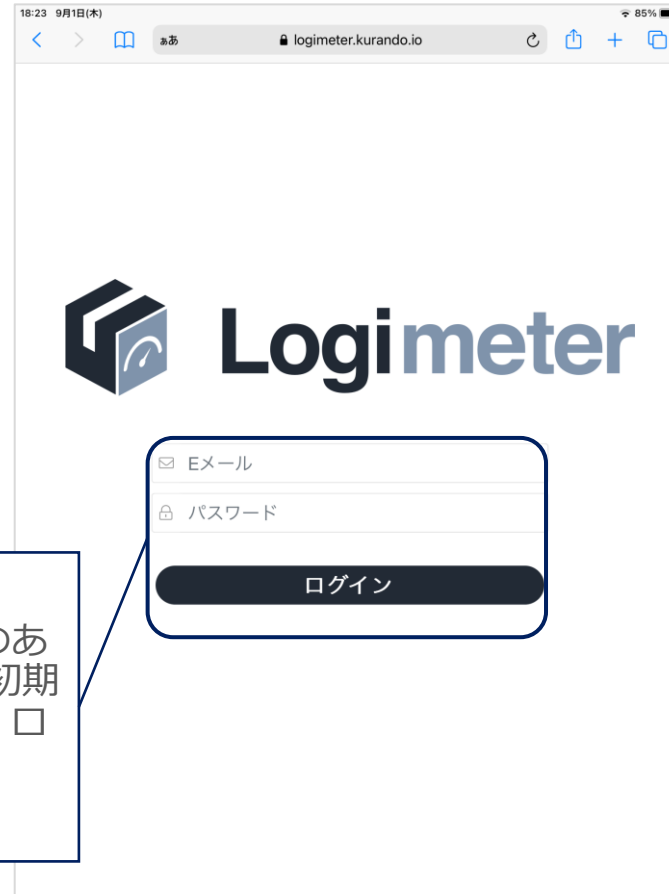 18:23 9月1日(木) 85%
ぁあ logimeter.kurando.io
Logimeter
Eメール
パスワード
ログイン
のあ
初期
ロ